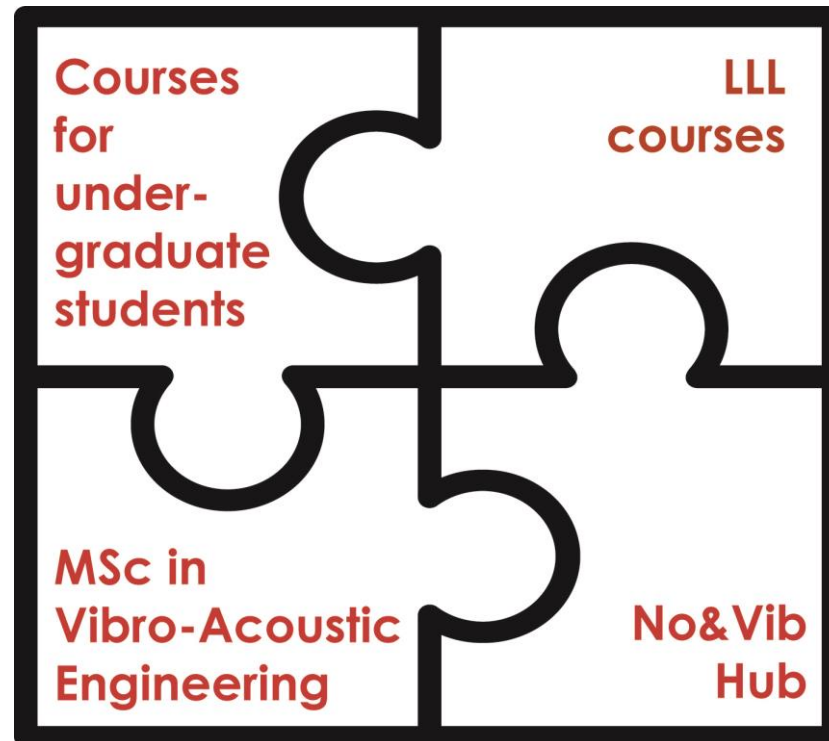 Courses
for
under-
graduate
students
LLL
courses
MSc in
Vibro-Acoustic
Engineering
No&Vib
Hub